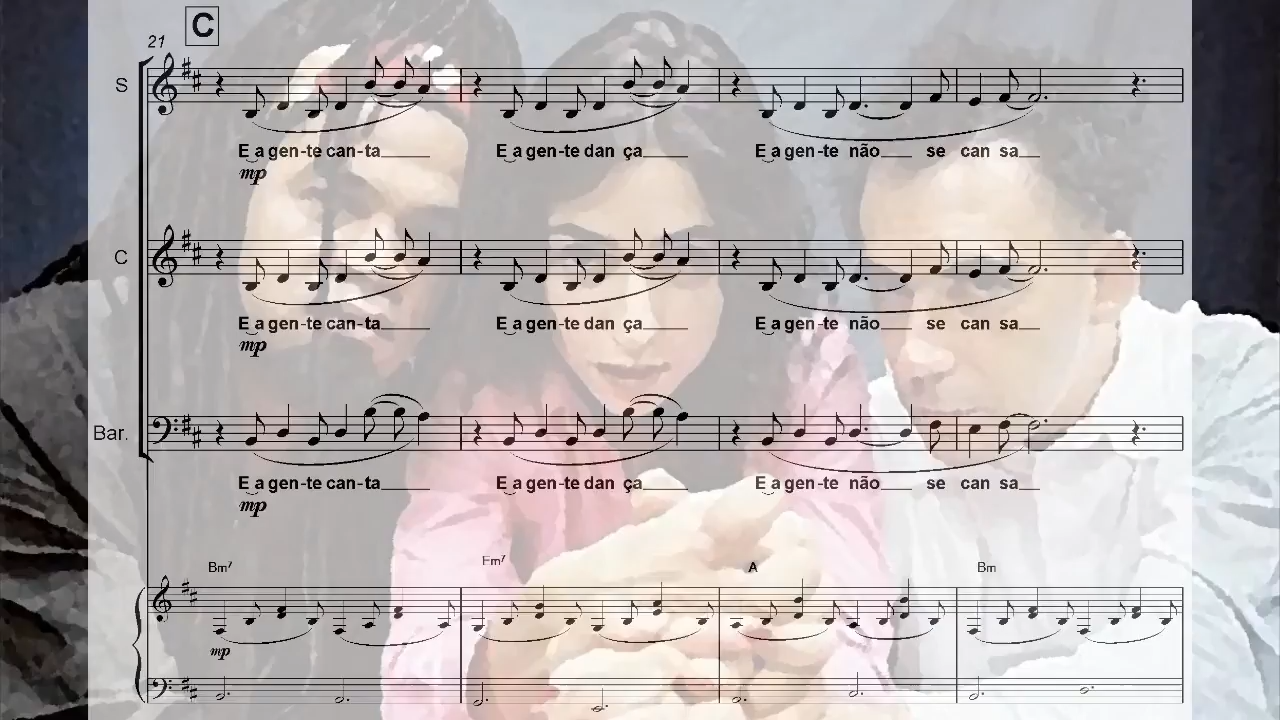 C
21
S
E a gen-te can-ta
E a gen-te dan ça
E a gen-te não se can sa
mp
C
E a gen-te can-ta
E a gen-te dan ça
E a gen-te não se can sa
mp
Bar.
E a gen-te can-ta
E a gen-te dan ça
E a gen-te não se can sa
mp
Bm7 Em7 A Bm
mp